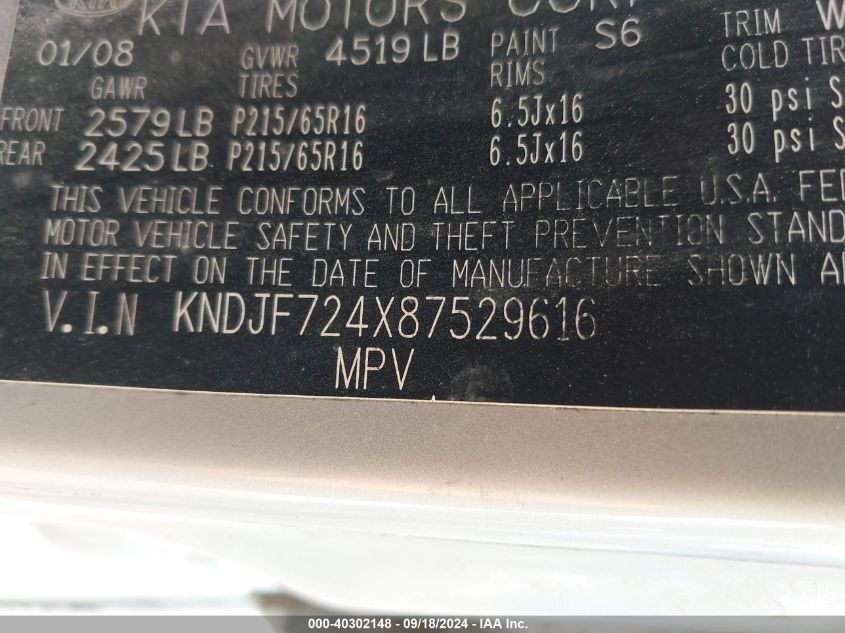 KIA
KIA MOTORS CORP
01/08 GVWR 4519 LB PAINT S6 TRIM W
GAWR TIRES RIMS COLD TIR
FRONT 2579 LB P215/65R16 6.5Jx16 30 psi S
REAR 2425 LB P215/65R16 6.5Jx16 30 psi S
THIS VEHICLE CONFORMS TO ALL APPLICABLE U.S.A. FED
MOTOR VEHICLE SAFETY AND THEFT PREVENTION STAND
IN EFFECT ON THE DATE OF MANUFACTURE SHOWN A
V.I.N KNDJF724X87529616
MPV
000-40302148 - 09/18/2024 - IAA Inc.